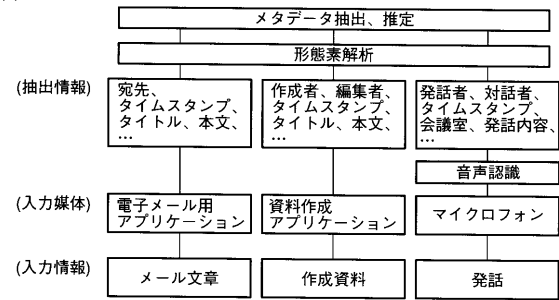 メタデータ抽出、推定
形態素解析
(抽出情報)
宛先、
タイムスタンプ、
タイトル、本文、
…
作成者、編集者、
タイムスタンプ、
タイトル、本文、
…
発話者、対話者、
タイムスタンプ、
会議室、発話内容、
…
音声認識
(入力媒体)
電子メール用
アプリケーション
資料作成
アプリケーション
マイクロフォン
(入力情報)
メール文章
作成資料
発話